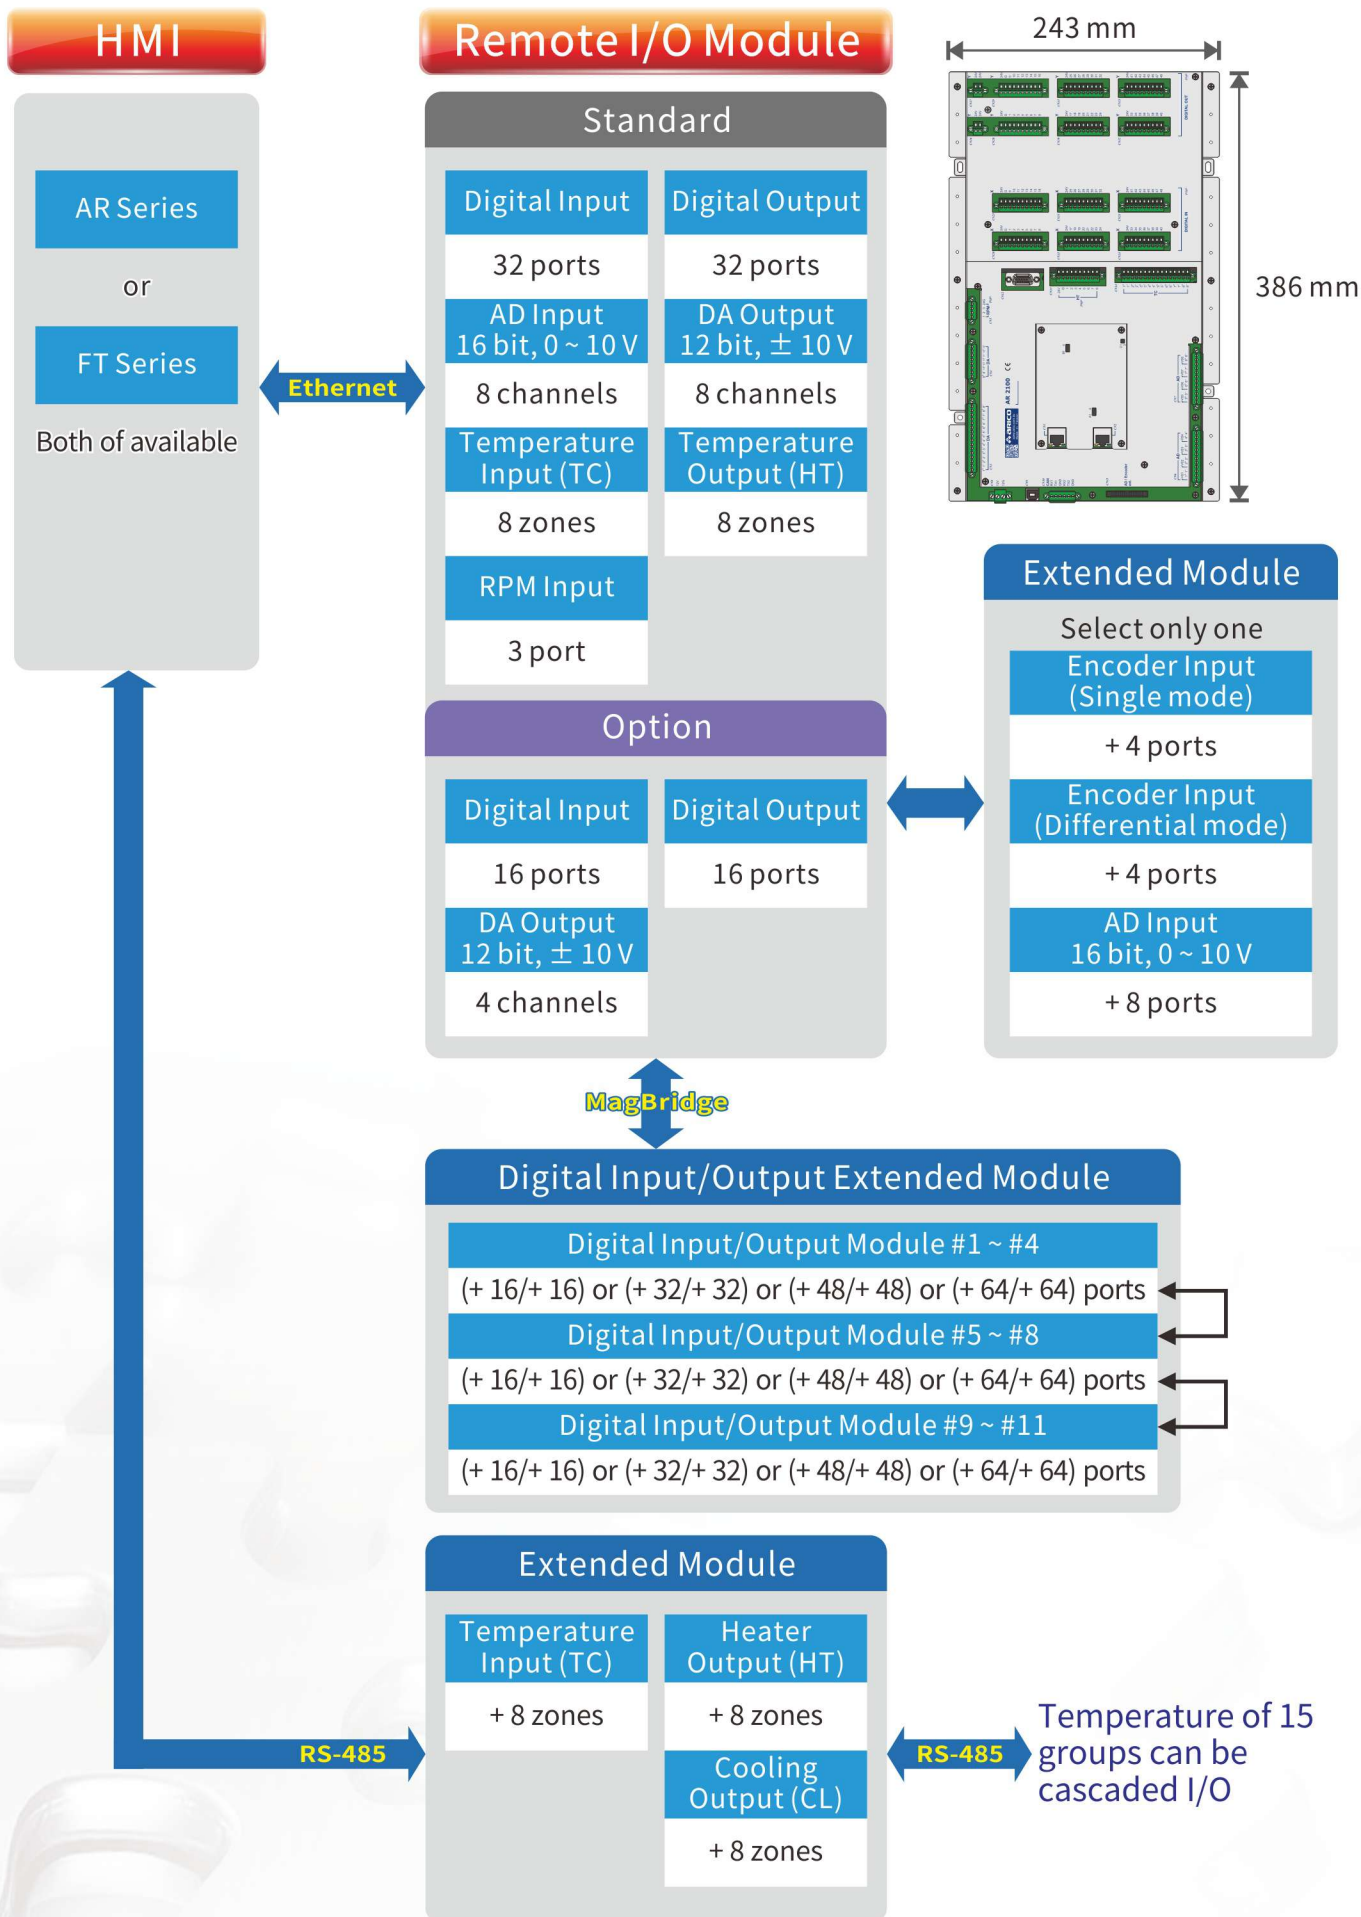 HMI
AR Series
or
FT Series
Both of available
Ethernet
Remote I/O Module
Standard
Digital Input
Digital Output
32 ports
32 ports
AD Input
16 bit, 0 ~ 10 V
DA Output
12 bit, ± 10 V
8 channels
8 channels
Temperature
Input (TC)
Temperature
Output (HT)
8 zones
8 zones
RPM Input
3 port
Option
Digital Input
Digital Output
16 ports
16 ports
DA Output
12 bit, ± 10 V
4 channels
243 mm
386 mm
DIGITAL OUT
DIGITAL IN
ARICO
AR 2100
Extended Module
Select only one
Encoder Input
(Single mode)
+ 4 ports
Encoder Input
(Differential mode)
+ 4 ports
AD Input
16 bit, 0 ~ 10 V
+ 8 ports
MagBridge
Digital Input/Output Extended Module
Digital Input/Output Module #1 ~ #4
(+ 16/+ 16) or (+ 32/+ 32) or (+ 48/+ 48) or (+ 64/+ 64) ports
Digital Input/Output Module #5 ~ #8
(+ 16/+ 16) or (+ 32/+ 32) or (+ 48/+ 48) or (+ 64/+ 64) ports
Digital Input/Output Module #9 ~ #11
(+ 16/+ 16) or (+ 32/+ 32) or (+ 48/+ 48) or (+ 64/+ 64) ports
Extended Module
Temperature
Input (TC)
Heater
Output (HT)
+ 8 zones
+ 8 zones
Cooling
Output (CL)
+ 8 zones
RS-485
RS-485
Temperature of 15
groups can be
cascaded I/O